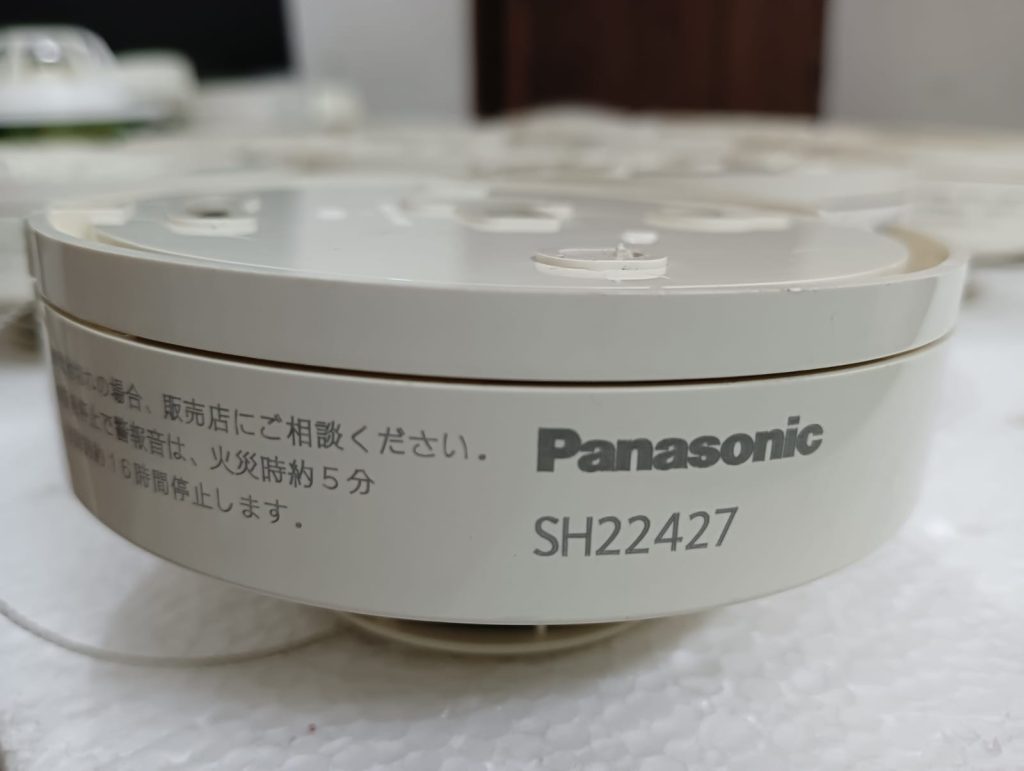 の場合、販売店にご相談ください.
で警報音は、火災時約5分
16時間停止します.
Panasonic
SH22427